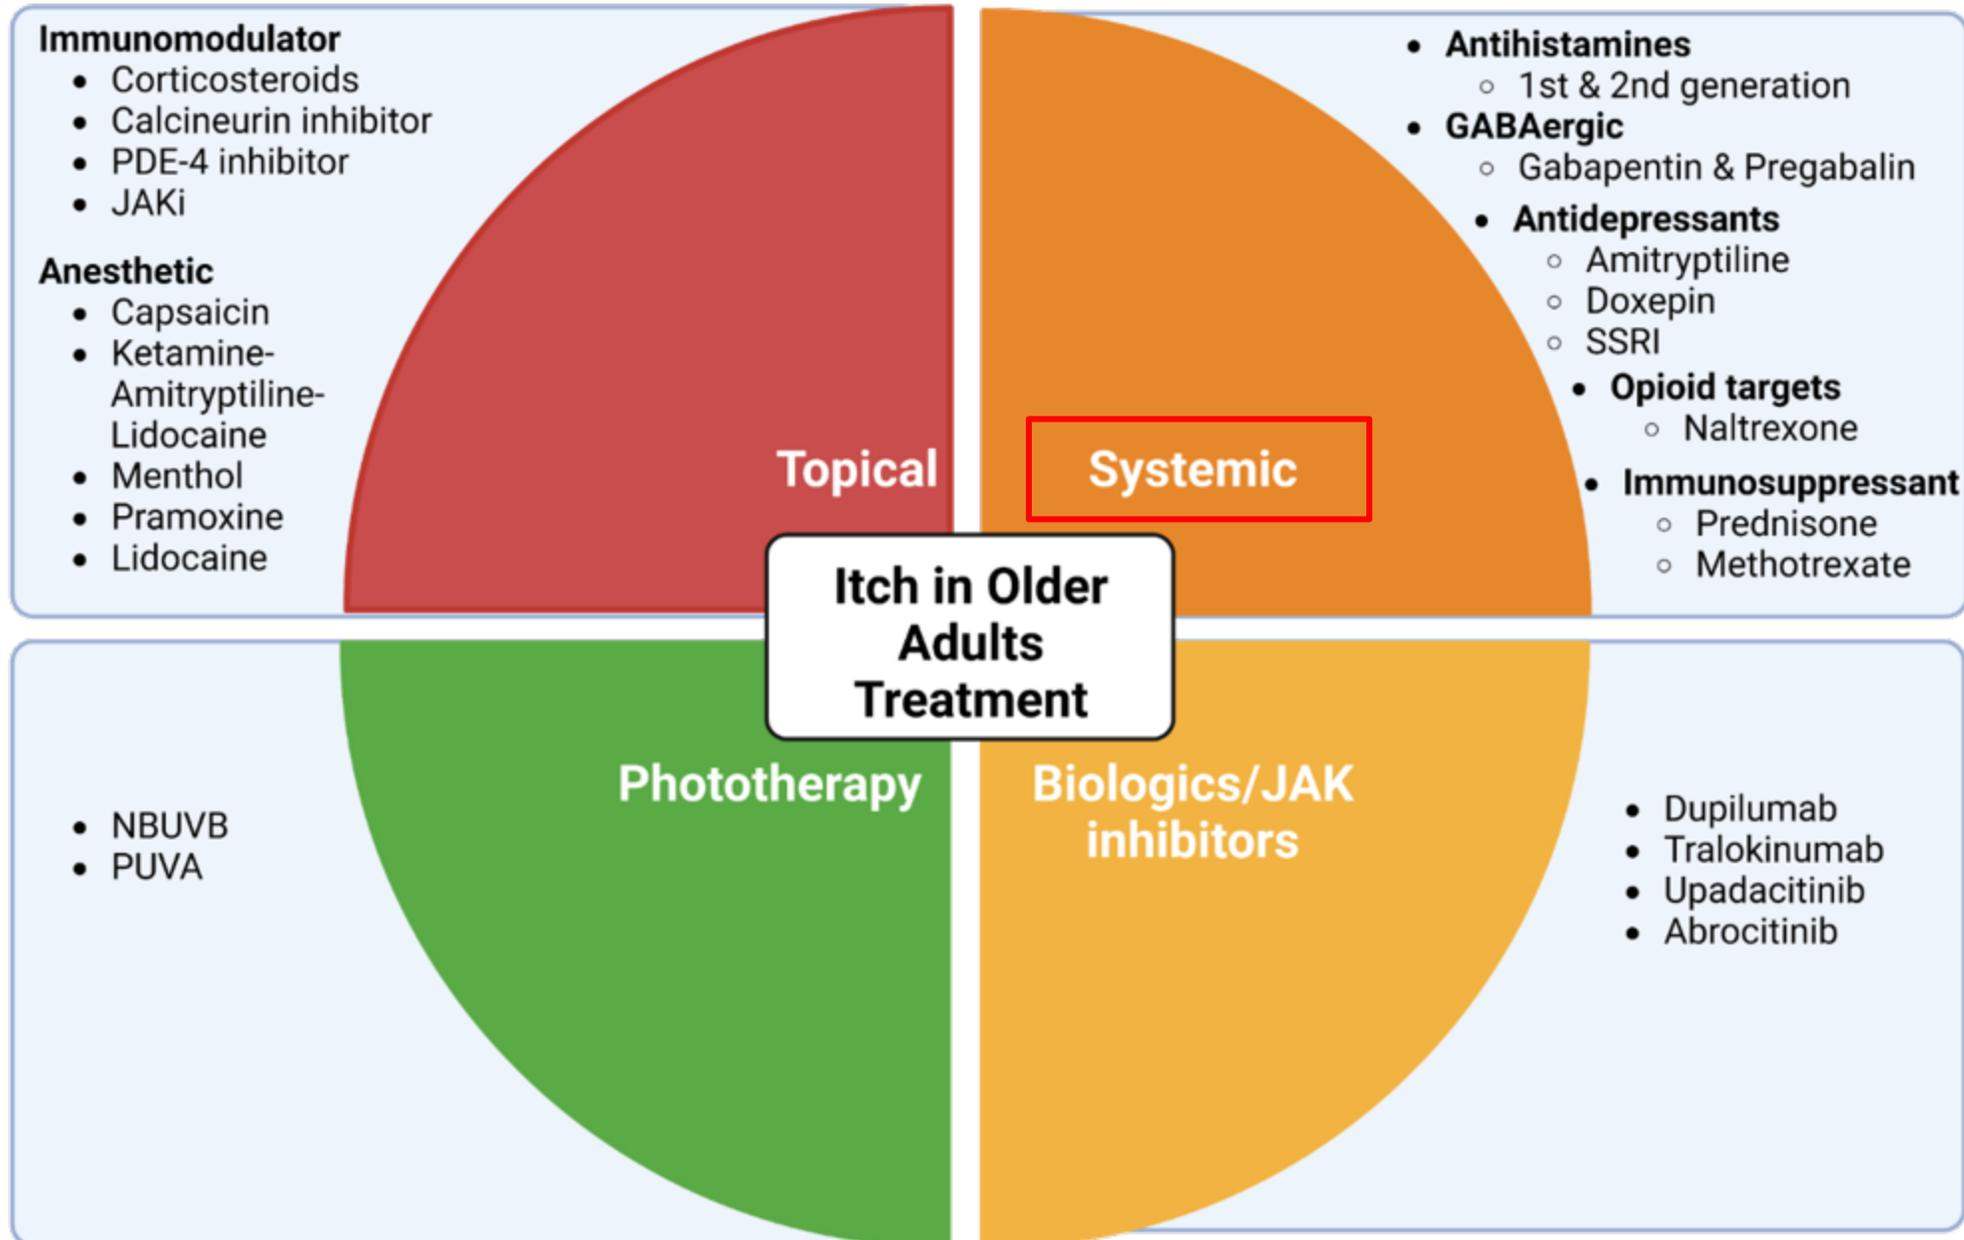 Immunomodulator
Corticosteroids
Calcineurin inhibitor
PDE-4 inhibitor
JAKi
Anesthetic
Capsaicin
Ketamine-
Amitryptiline-
Lidocaine
Menthol
Pramoxine
Lidocaine
Topical
Systemic
Antihistamines
1st & 2nd generation
GABAergic
Gabapentin & Pregabalin
Antidepressants
Amitryptiline
Doxepin
SSRI
Opioid targets
Naltrexone
Immunosuppressant
Prednisone
Methotrexate
Itch in Older
Adults
Treatment
NBUVB
PUVA
Phototherapy
Biologics/JAK
inhibitors
Dupilumab
Tralokinumab
Upadacitinib
Abrocitinib